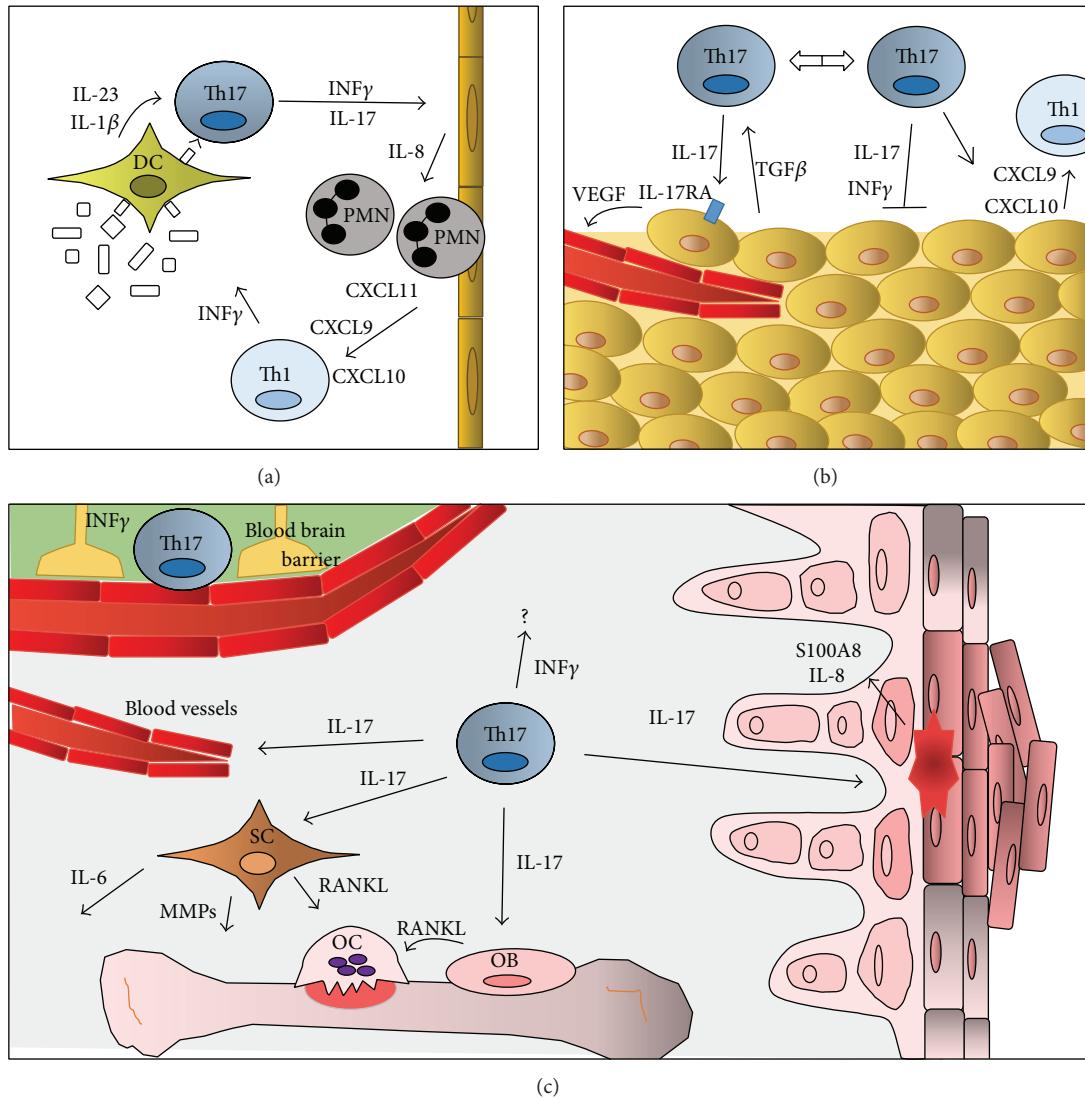 IL-23
IL-1β
Th17
INFγ
IL-17
DC
IL-8
PMN
PMN
CXCL11
INFγ
CXCL9
Th1
CXCL10
(a)
Th17
Th17
Th1
IL-17
TGFβ
IL-17
CXCL9
VEGF
IL-17RA
INFγ
CXCL10
(b)
INFγ
Th17
Blood brain
barrier
?
INFγ
S100A8
IL-8
Blood vessels
IL-17
Th17
IL-17
IL-17
SC
IL-17
IL-6
RANKL
MMPs
RANKL
OC
OB
(c)